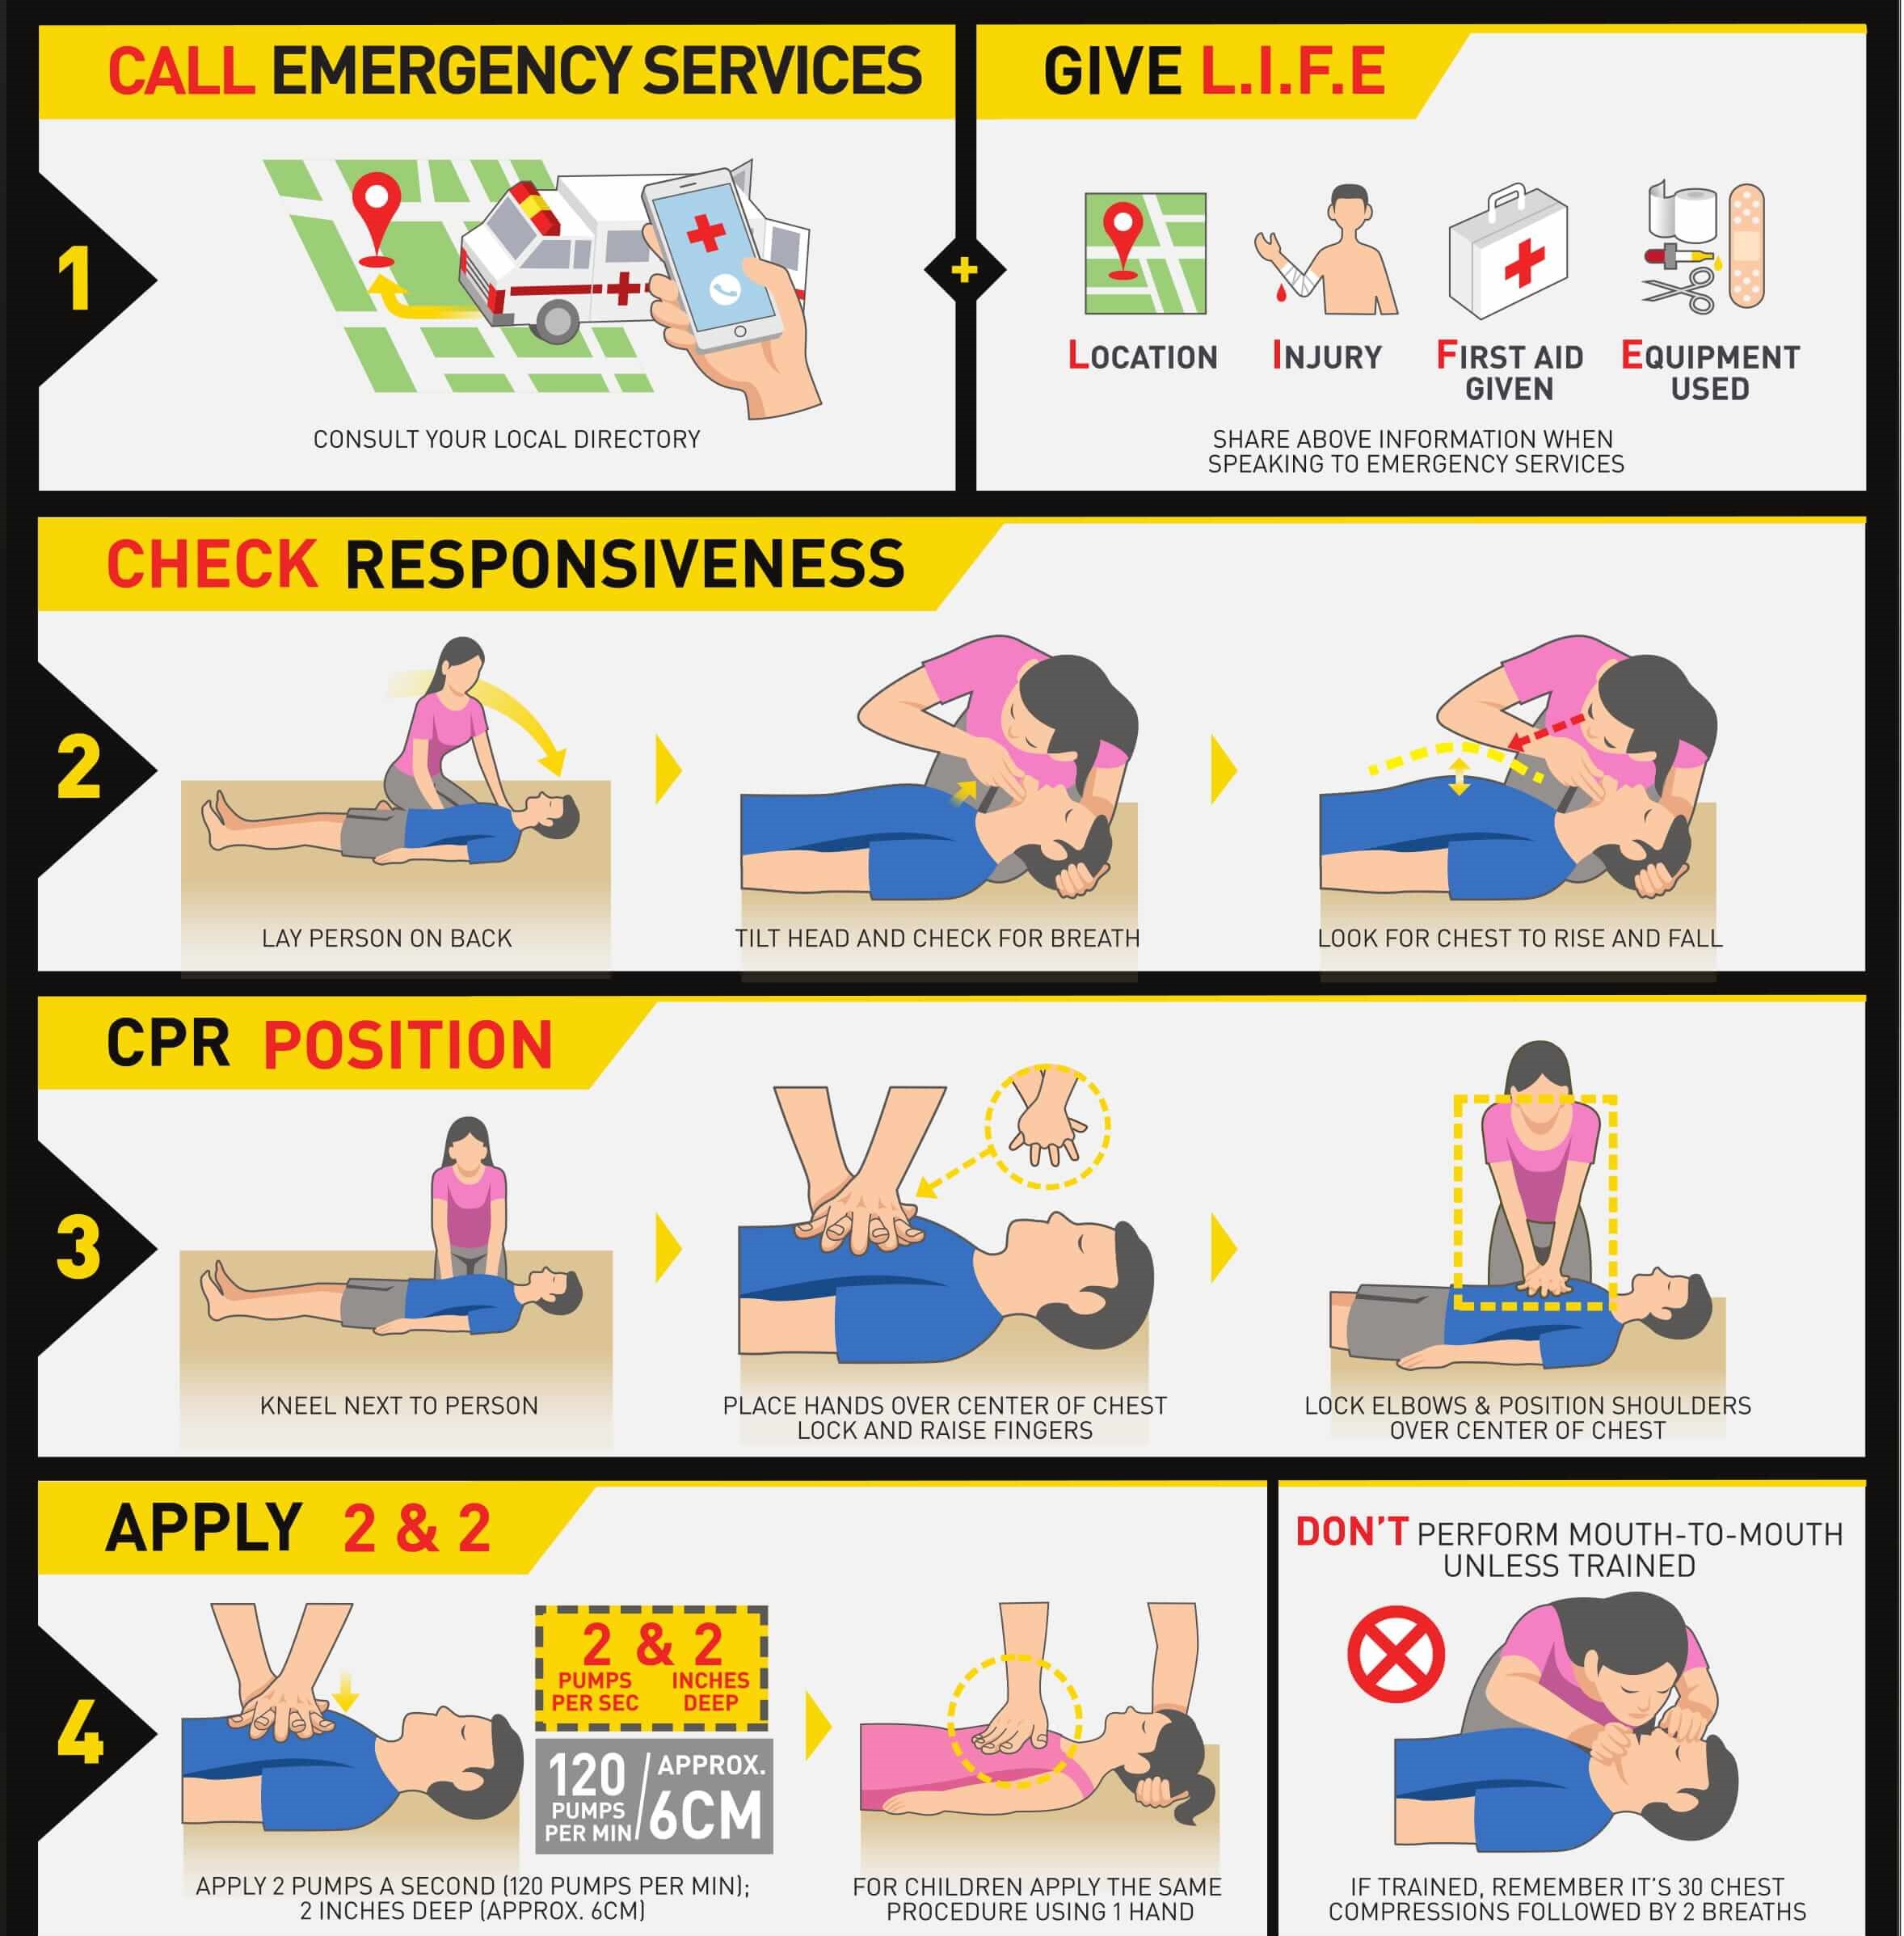 CALL EMERGENCY SERVICES
1
CONSULT YOUR LOCAL DIRECTORY
+
GIVE L.I.F.E
LOCATION
INJURY
FIRST AID
GIVEN
EQUIPMENT
USED
SHARE ABOVE INFORMATION WHEN
SPEAKING TO EMERGENCY SERVICES
CHECK RESPONSIVENESS
2
LAY PERSON ON BACK
TILT HEAD AND CHECK FOR BREATH
LOOK FOR CHEST TO RISE AND FALL
CPR POSITION
3
KNEEL NEXT TO PERSON
PLACE HANDS OVER CENTER OF CHEST
LOCK AND RAISE FINGERS
LOCK ELBOWS & POSITION SHOULDERS
OVER CENTER OF CHEST
APPLY 2 & 2
4
2 & 2
PUMPS INCHES
PER SEC DEEP
120
PUMPS
PER MIN
/ APPROX.
6CM
APPLY 2 PUMPS A SECOND (120 PUMPS PER MIN);
2 INCHES DEEP (APPROX. 6CM)
FOR CHILDREN APPLY THE SAME
PROCEDURE USING 1 HAND
DON'T PERFORM MOUTH-TO-MOUTH
UNLESS TRAINED
IF TRAINED, REMEMBER IT'S 30 CHEST
COMPRESSIONS FOLLOWED BY 2 BREATHS